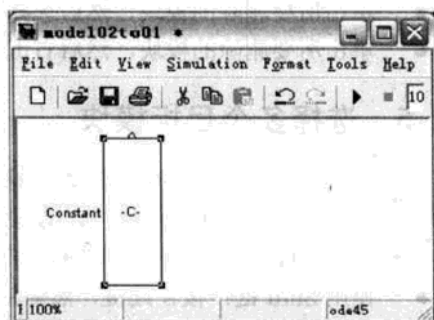 model02to01 *
File Edit View Simulation Format Tools Help
10
Constant -C-
100% ode45